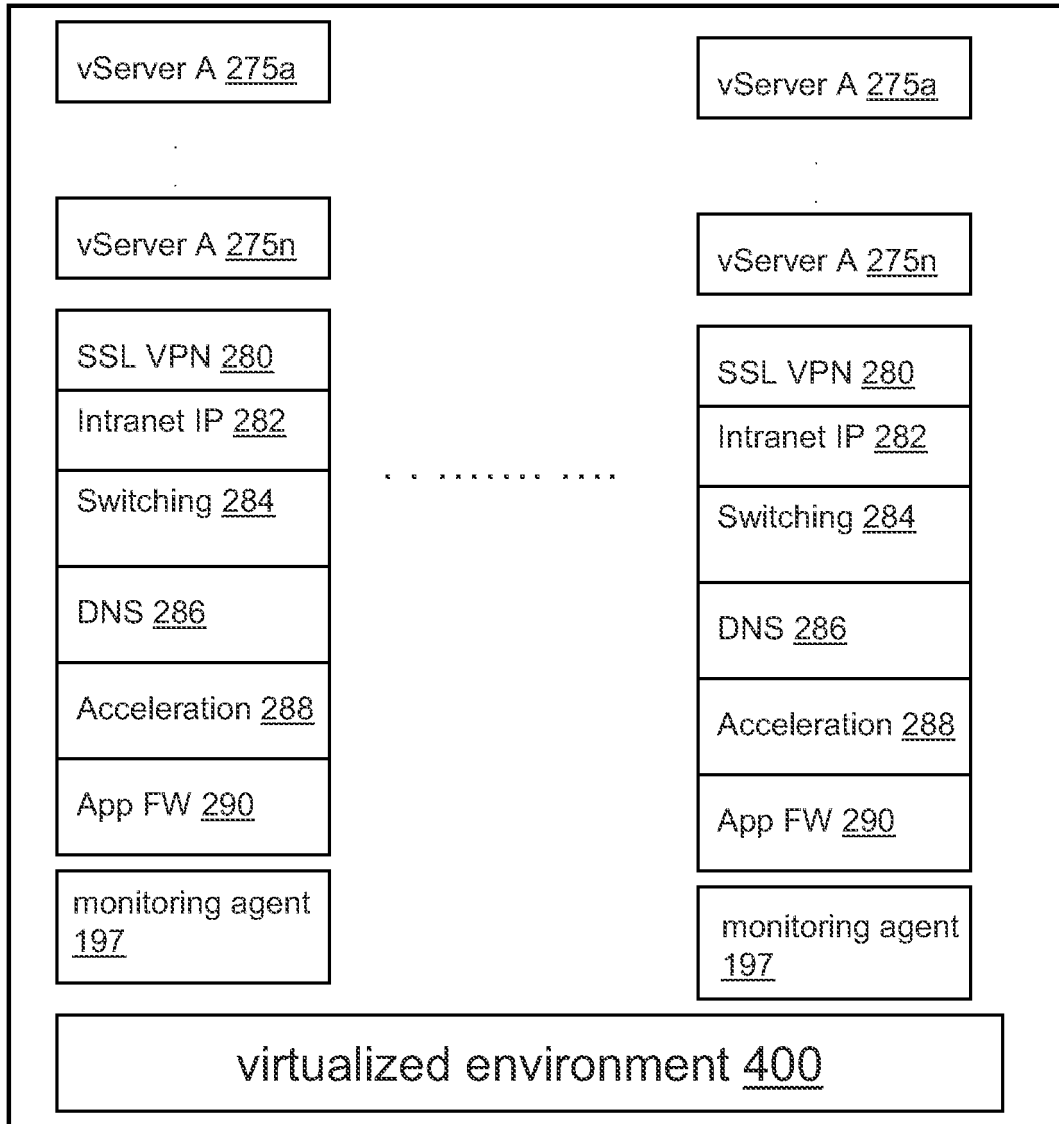 vServer A 275a
vServer A 275n
SSL VPN 280
Intranet IP 282
Switching 284
DNS 286
Acceleration 288
App FW 290
monitoring agent
197
vServer A 275a
vServer A 275n
SSL VPN 280
Intranet IP 282
Switching 284
DNS 286
Acceleration 288
App FW 290
monitoring agent
197
virtualized environment 400